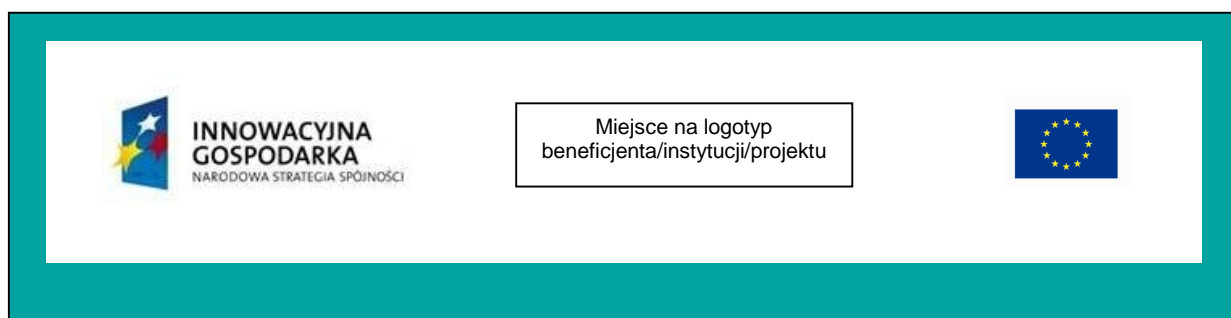 INNOWACYJNA
GOSPODARKA
NARODOWA STRATEGIA SPÓJNOŚCI
Miejsce na logotyp
beneficjenta/instytucji/projektu